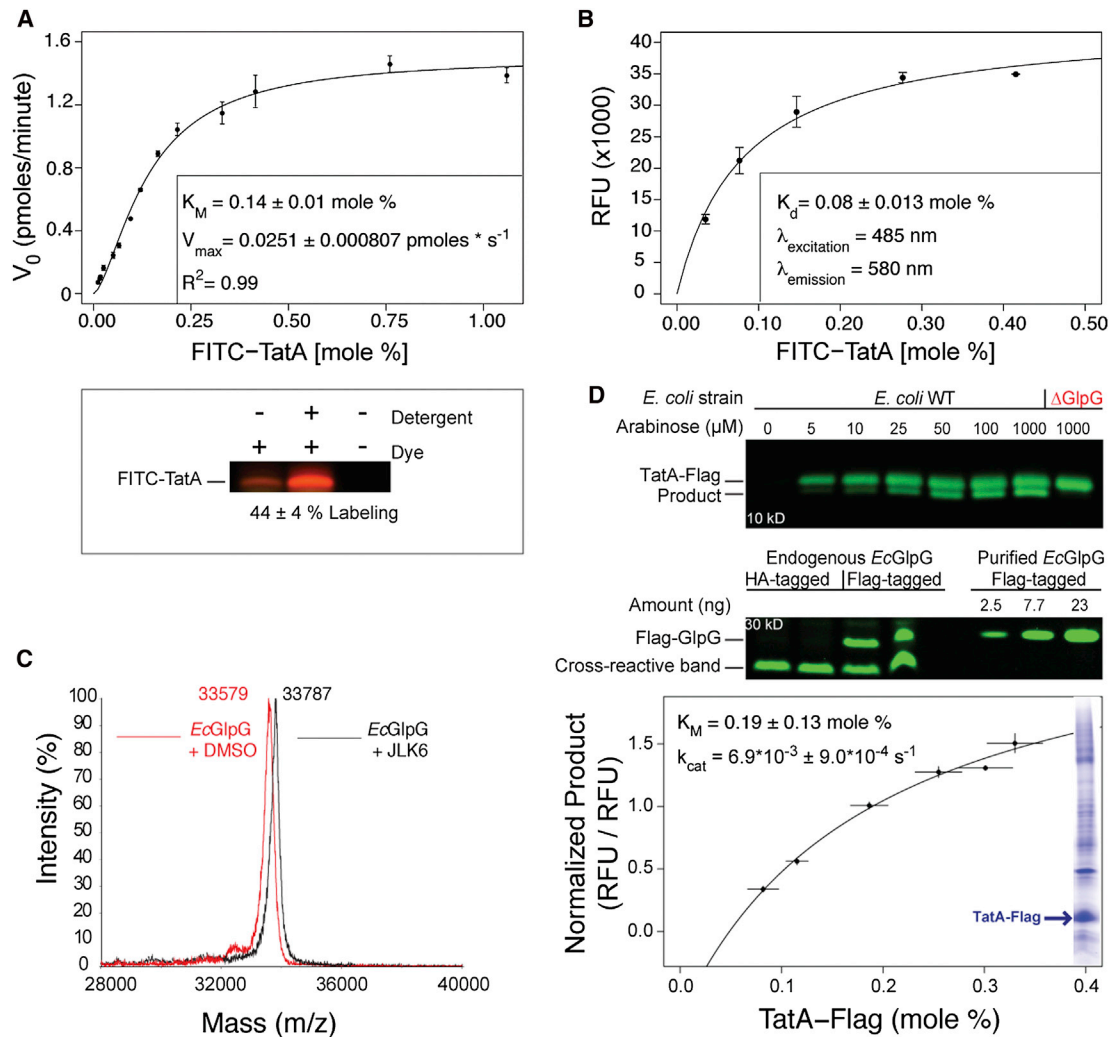 A
1.6
1.2
0.8
0.4
0
V0 (pmoles/minute)
KM = 0.14 ± 0.01 mole %
Vmax = 0.0251 ± 0.000807 pmoles * s-1
R2= 0.99
0.00 0.25 0.50 0.75 1.00
FITC−TatA [mole %]
- + - Detergent
+ + - Dye
FITC-TatA
44 ± 4 % Labeling
B
40
35
30
25
20
15
10
5
0
RFU (x1000)
Kd= 0.08 ± 0.013 mole %
λexcitation = 485 nm
λemission = 580 nm
0.00 0.10 0.20 0.30 0.40 0.50
FITC−TatA [mole %]
C
33579 33787
EcGlpG + DMSO
EcGlpG + JLK6
100
90
80
70
60
50
40
30
20
10
0
Intensity (%)
28000 32000 36000 40000
Mass (m/z)
D
E. coli strain E. coli WT ΔGlpG
Arabinose (µM) 0 5 10 25 50 100 1000 1000
TatA-Flag
Product
10 kD
Endogenous EcGlpG Purified EcGlpG
HA-tagged Flag-tagged Flag-tagged
Amount (ng) 2.5 7.7 23
30 kD
Flag-GlpG
Cross-reactive band
KM = 0.19 ± 0.13 mole %
kcat = 6.9*10-3 ± 9.0*10-4 s-1
1.5
1.0
0.5
0.0
Normalized Product
(RFU / RFU)
TatA-Flag
0.0 0.1 0.2 0.3 0.4
TatA−Flag (mole %)